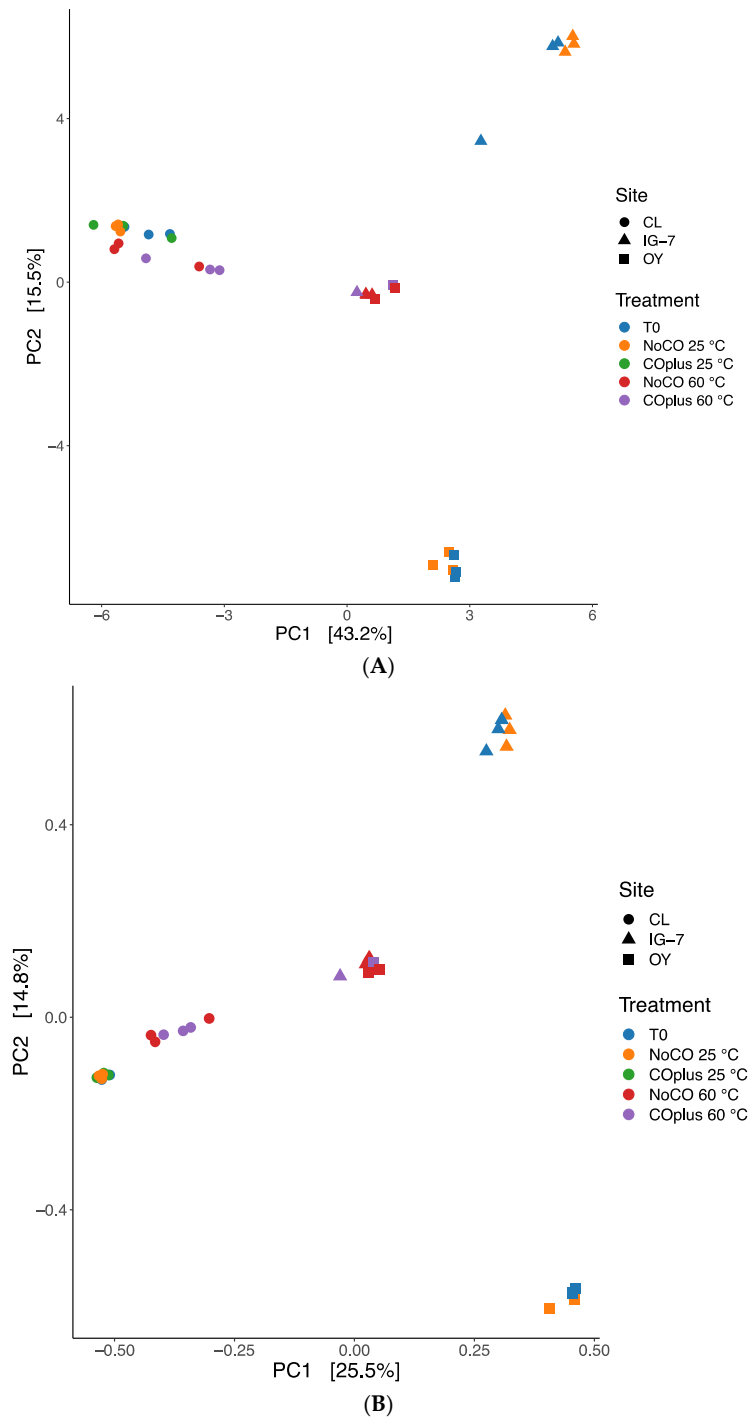 4
0
−4
PC2 [15.5%]
−6
−3
0
3
6
PC1 [43.2%]
Site
CL
IG−7
OY
Treatment
T0
NoCO 25 °C
COplus 25 °C
NoCO 60 °C
COplus 60 °C
(A)
0.4
0.0
−0.4
PC2 [14.8%]
−0.50
−0.25
0.00
0.25
0.50
PC1 [25.5%]
Site
CL
IG−7
OY
Treatment
T0
NoCO 25 °C
COplus 25 °C
NoCO 60 °C
COplus 60 °C
(B)